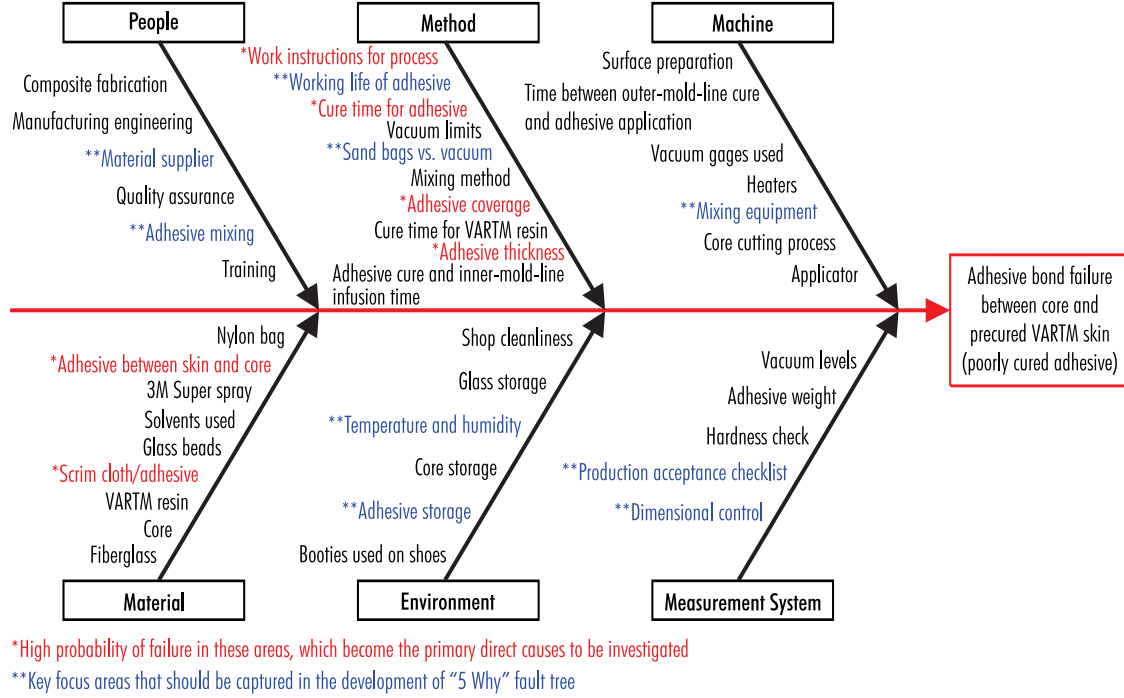 People
Method
Machine
Composite fabrication
Manufacturing engineering
**Material supplier
Quality assurance
**Adhesive mixing
Training
*Work instructions for process
**Working life of adhesive
*Cure time for adhesive
Vacuum limits
**Sand bags vs. vacuum
Mixing method
*Adhesive coverage
Cure time for VARTM resin
*Adhesive thickness
Adhesive cure and inner-mold-line
infusion time
Surface preparation
Time between outer-mold-line cure
and adhesive application
Vacuum gages used
Heaters
**Mixing equipment
Core cutting process
Applicator
Adhesive bond failure
between core and
precured VARTM skin
(poorly cured adhesive)
Nylon bag
*Adhesive between skin and core
3M Super spray
Solvents used
Glass beads
*Scrim cloth/adhesive
VARTM resin
Core
Fiberglass
Shop cleanliness
Glass storage
**Temperature and humidity
Core storage
**Adhesive storage
Booties used on shoes
Vacuum levels
Adhesive weight
Hardness check
**Production acceptance checklist
**Dimensional control
Material
Environment
Measurement System
*High probability of failure in these areas, which become the primary direct causes to be investigated
**Key focus areas that should be captured in the development of “5 Why” fault tree